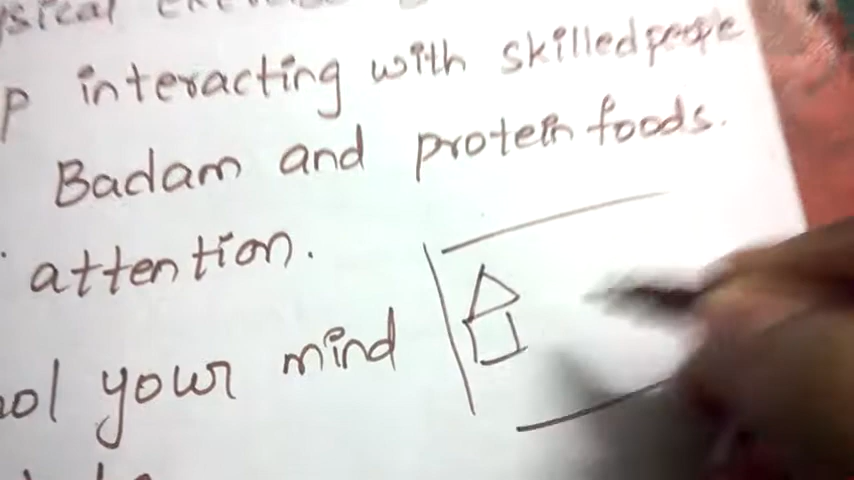 p interacting with skilled people
Badam and protein foods.
attention.
your mind